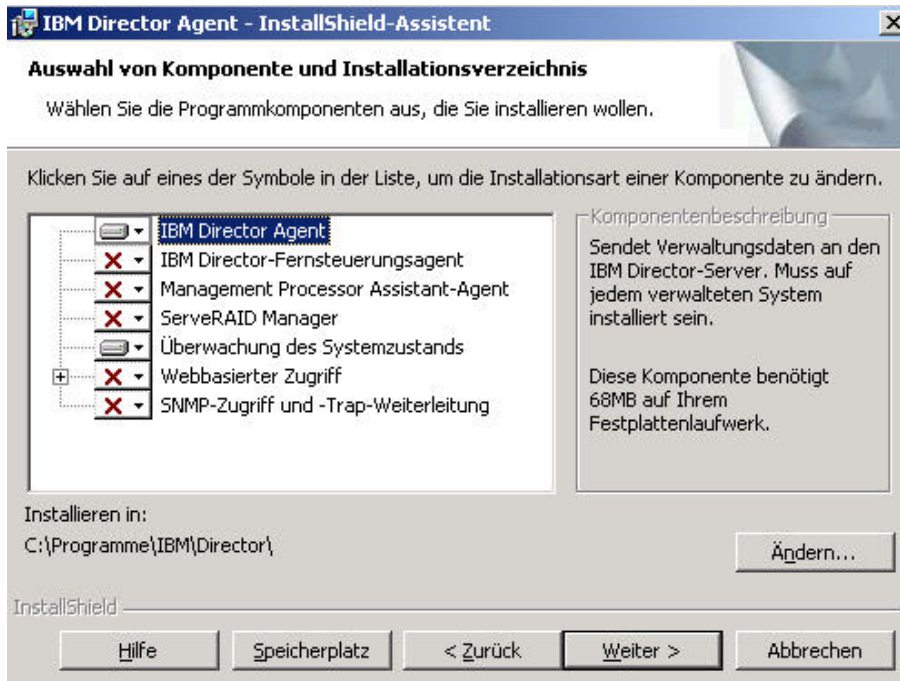 IBM Director Agent - InstallShield-Assistent
Auswahl von Komponente und Installationsverzeichnis
Wählen Sie die Programmkomponenten aus, die Sie installieren wollen.
Klicken Sie auf eines der Symbole in der Liste, um die Installationsart einer Komponente zu ändern.
IBM Director Agent
IBM Director-Fernsteuerungsagent
Management Processor Assistant-Agent
ServeRAID Manager
Überwachung des Systemzustands
Webbasierter Zugriff
SNMP-Zugriff und -Trap-Weiterleitung
Komponentenbeschreibung
Sendet Verwaltungsdaten an den
IBM Director-Server. Muss auf
jedem verwalteten System
installiert sein.
Diese Komponente benötigt
68MB auf Ihrem
Festplattenlaufwerk.
Installieren in:
C:\Programme\IBM\Director\
Ändern...
InstallShield
Hilfe
Speicherplatz
< Zurück
Weiter >
Abbrechen